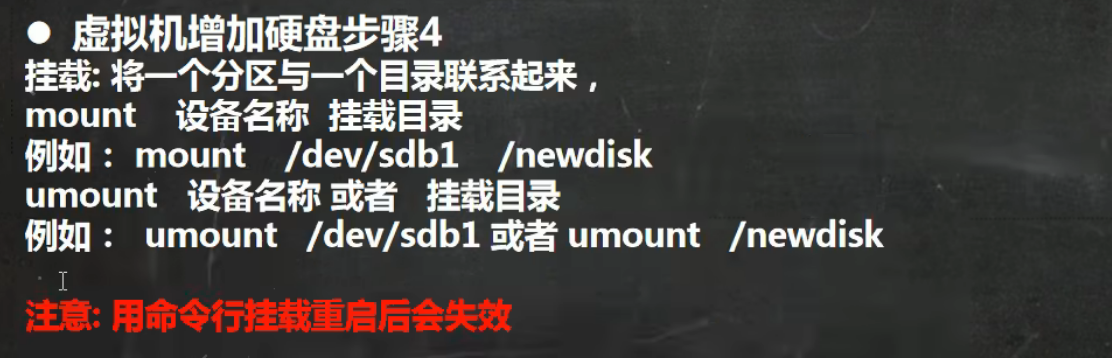 ● 虚拟机增加硬盘步骤4
挂载: 将一个分区与一个目录联系起来，
mount 设备名称 挂载目录
例如： mount /dev/sdb1 /newdisk
umount 设备名称 或者 挂载目录
例如： umount /dev/sdb1 或者 umount /newdisk
注意: 用命令行挂载重启后会失效